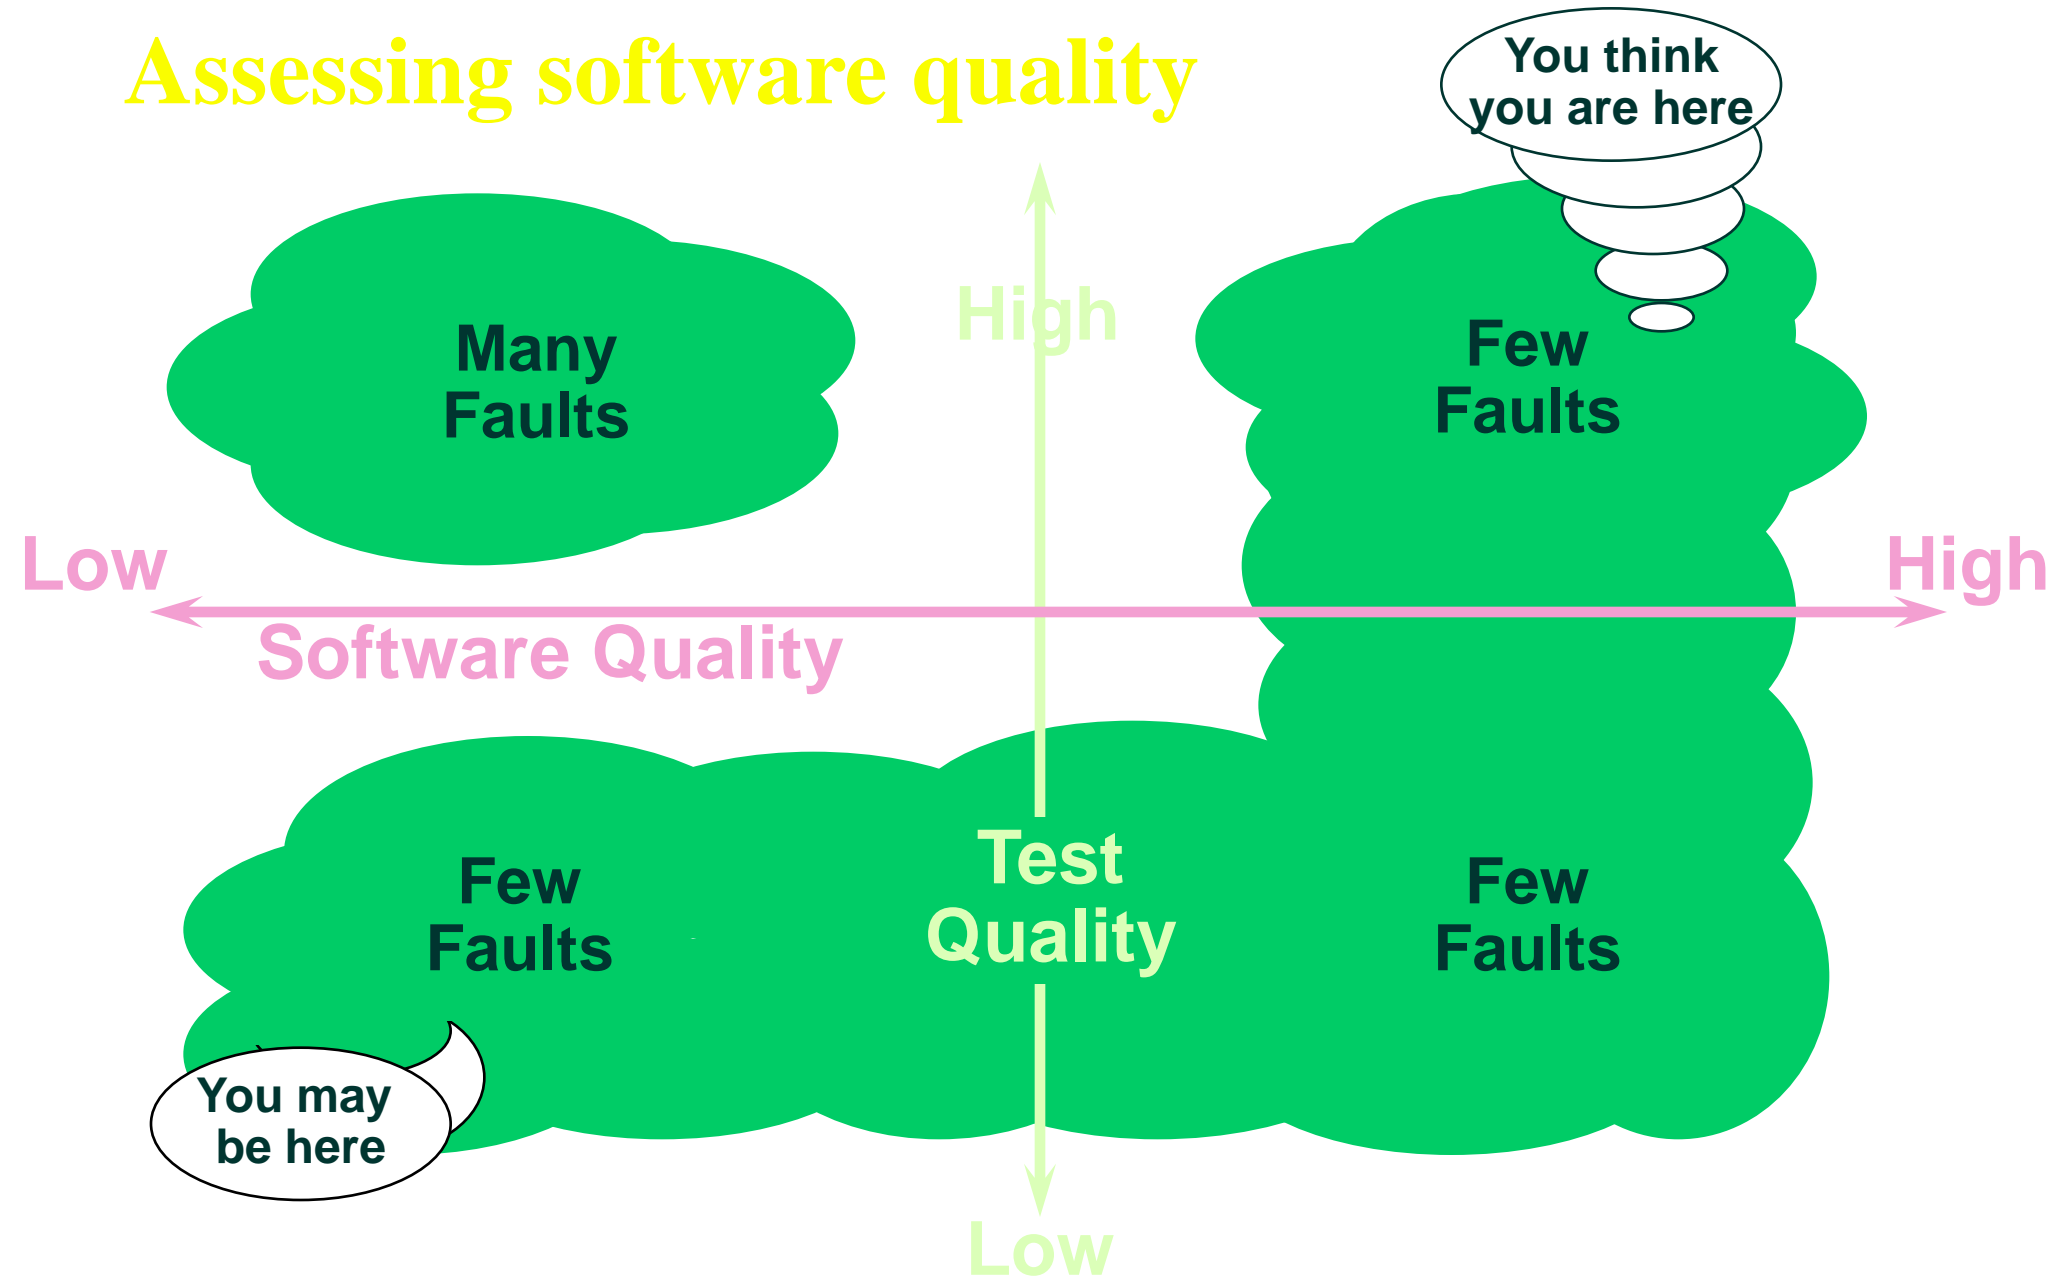 Assessing software quality
You think
you are here
High
Many
Faults
Few
Faults
Low
High
Software Quality
Test
Quality
Few
Faults
Few
Faults
You may
be here
Low